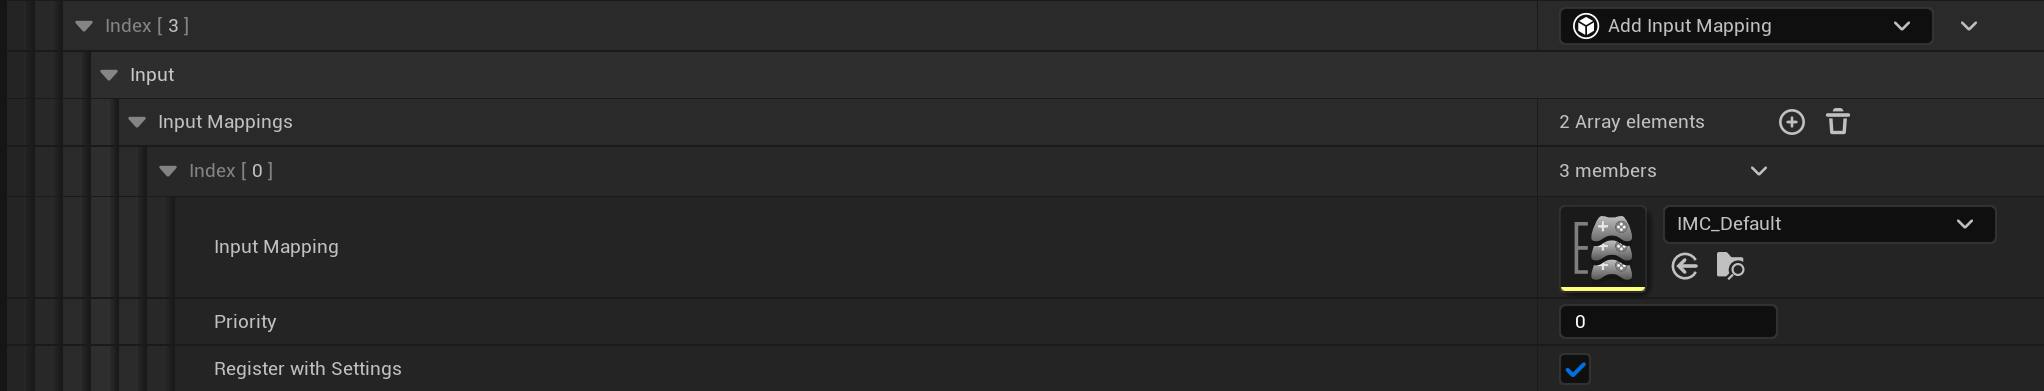 Index [ 3 ]
Add Input Mapping
Input
Input Mappings
2 Array elements
Index [ 0 ]
3 members
Input Mapping
IMC_Default
Priority
0
Register with Settings